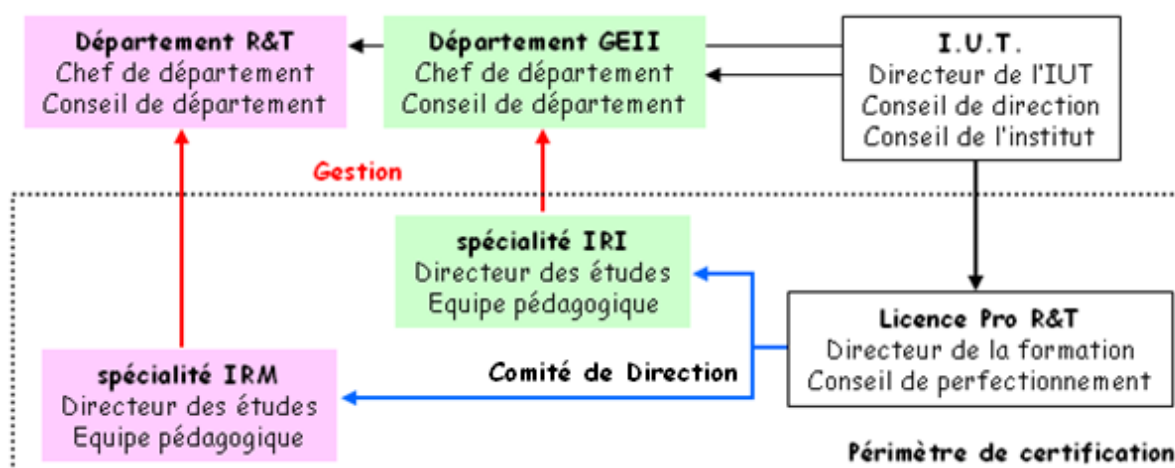 Département R&T
Chef de département
Conseil de département
Département GEII
Chef de département
Conseil de département
I.U.T.
Directeur de l'IUT
Conseil de direction
Conseil de l'institut
Gestion
spécialité IRI
Directeur des études
Equipe pédagogique
Licence Pro R&T
Directeur de la formation
Conseil de perfectionnement
spécialité IRM
Directeur des études
Equipe pédagogique
Comité de Direction
Périmètre de certification